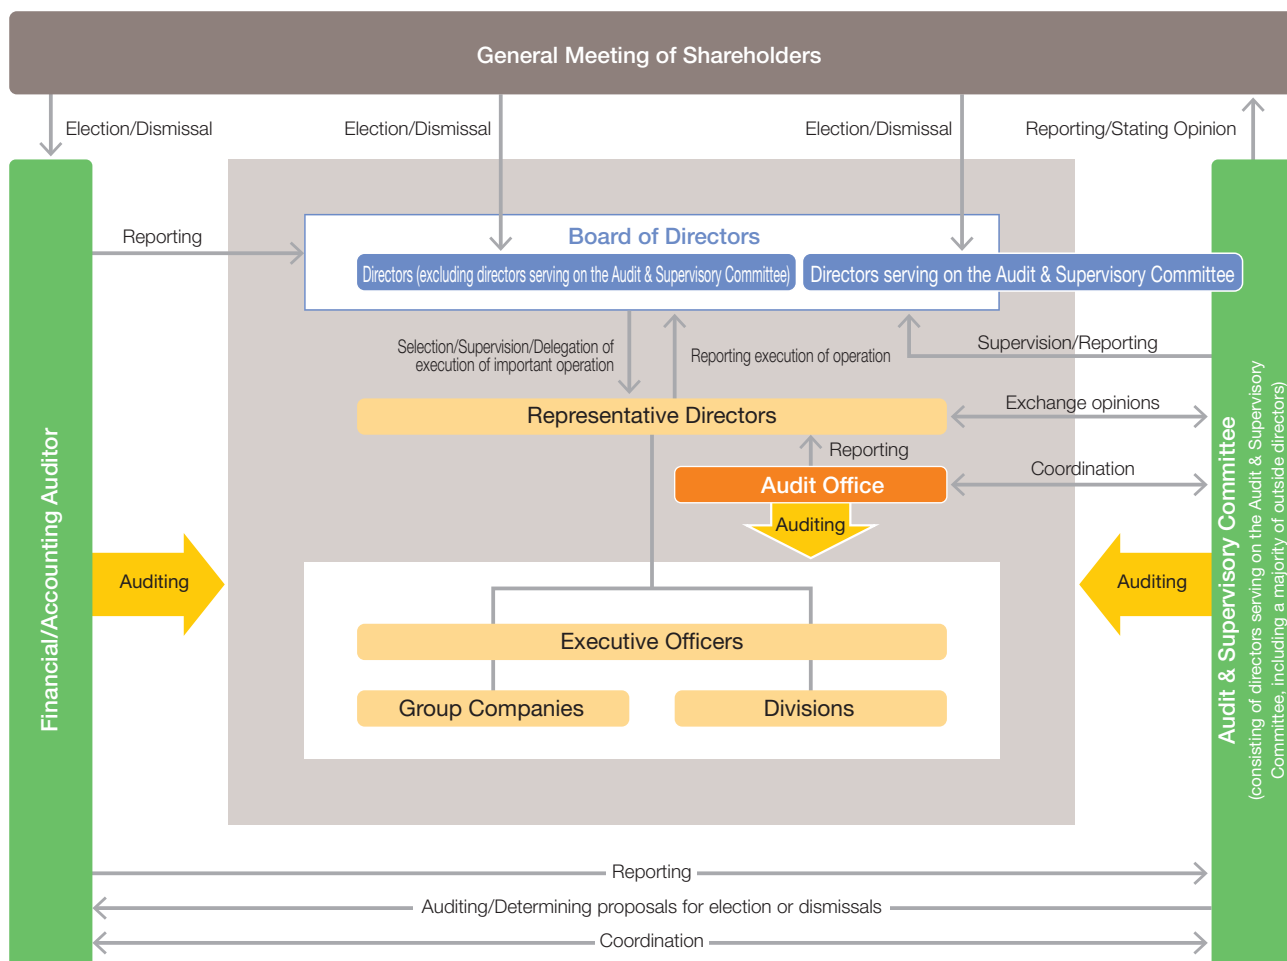 General Meeting of Shareholders
Election/Dismissal
Election/Dismissal
Election/Dismissal
Reporting/Stating Opinion
Reporting
Board of Directors
Directors (excluding directors serving on the Audit & Supervisory Committee)
Directors serving on the Audit & Supervisory Committee
Selection/Supervision/Delegation of
execution of important operation
Reporting execution of operation
Supervision/Reporting
Representative Directors
Exchange opinions
Reporting
Audit Office
Coordination
Auditing
Auditing
Auditing
Financial/Accounting Auditor
Audit & Supervisory Committee
(consisting of directors serving on the Audit & Supervisory
Committee, including a majority of outside directors)
Executive Officers
Group Companies
Divisions
Reporting
Auditing/Determining proposals for election or dismissals
Coordination